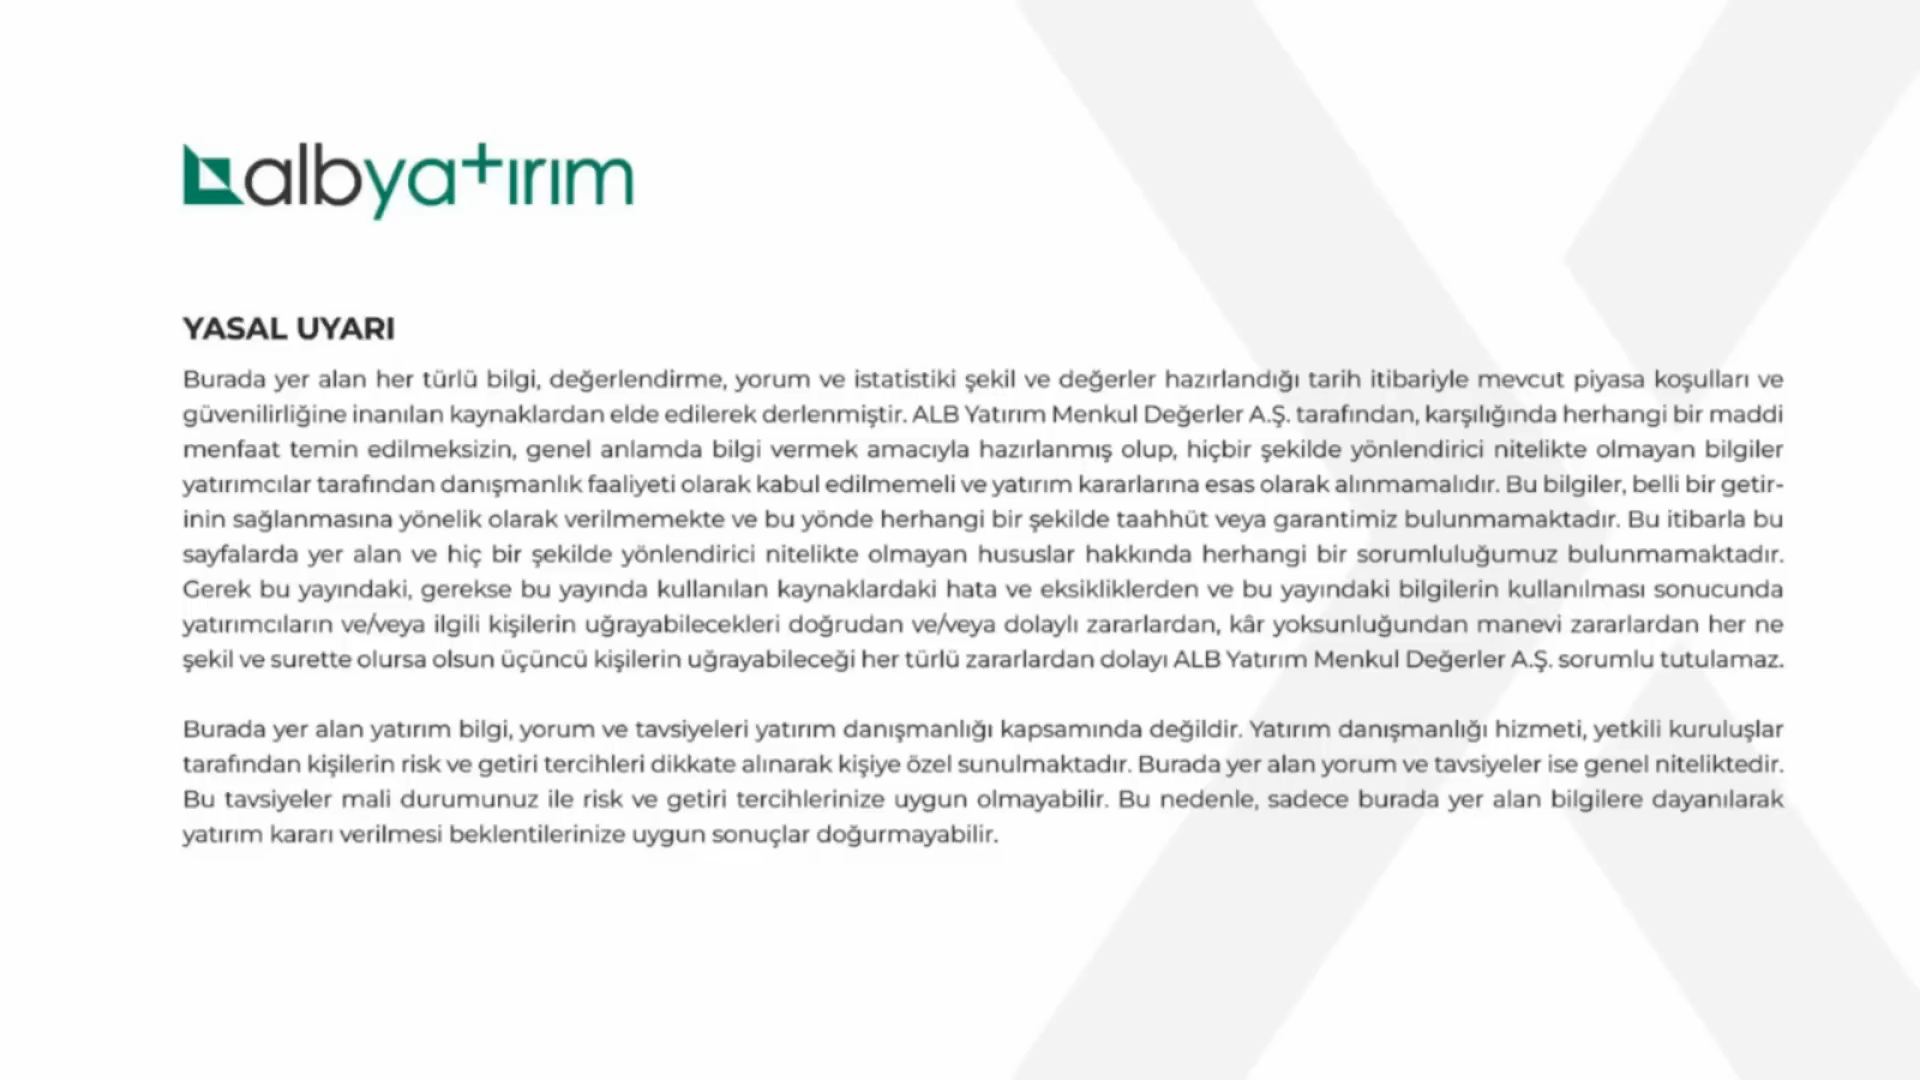 albyatırım
YASAL UYARI
Burada yer alan her türlü bilgi, değerlendirme, yorum ve istatistiki şekil ve değerler hazırlandığı tarih itibariyle mevcut piyasa koşulları ve
güvenilirliğine inanılan kaynaklardan elde edilerek derlenmiştir. ALB Yatırım Menkul Değerler A.Ş. tarafından, karşılığında herhangi bir maddi
menfaat temin edilmeksizin, genel anlamda bilgi vermek amacıyla hazırlanmış olup, hiçbir şekilde yönlendirici nitelikte olmayan bilgiler
yatırımcılar tarafından danışmanlık faaliyeti olarak kabul edilmemeli ve yatırım kararlarına esas olarak alınmamalıdır. Bu bilgiler, belli bir getir-
inin sağlanmasına yönelik olarak verilmemekte ve bu yönde herhangi bir şekilde taahhüt veya garantimiz bulunmamaktadır. Bu itibarla bu
sayfalarda yer alan ve hiç bir şekilde yönlendirici nitelikte olmayan hususlar hakkında herhangi bir sorumluluğumuz bulunmamaktadır.
Gerek bu yayındaki, gerekse bu yayında kullanılan kaynaklardaki hata ve eksikliklerden ve bu yayındaki bilgilerin kullanılması sonucunda
yatırımcıların ve/veya ilgili kişilerin uğrayabilecekleri doğrudan ve/veya dolaylı zararlardan, kâr yoksunluğundan manevi zararlardan her ne
şekil ve surette olursa olsun üçüncü kişilerin uğrayabileceği her türlü zararlardan dolayı ALB Yatırım Menkul Değerler A.Ş. sorumlu tutulamaz.
Burada yer alan yatırım bilgi, yorum ve tavsiyeleri yatırım danışmanlığı kapsamında değildir. Yatırım danışmanlığı hizmeti, yetkili kuruluşlar
tarafından kişilerin risk ve getiri tercihleri dikkate alınarak kişiye özel sunulmaktadır. Burada yer alan yorum ve tavsiyeler ise genel niteliktedir.
Bu tavsiyeler mali durumunuz ile risk ve getiri tercihlerinize uygun olmayabilir. Bu nedenle, sadece burada yer alan bilgilere dayanılarak
yatırım kararı verilmesi beklentilerinize uygun sonuçlar doğurmayabilir.